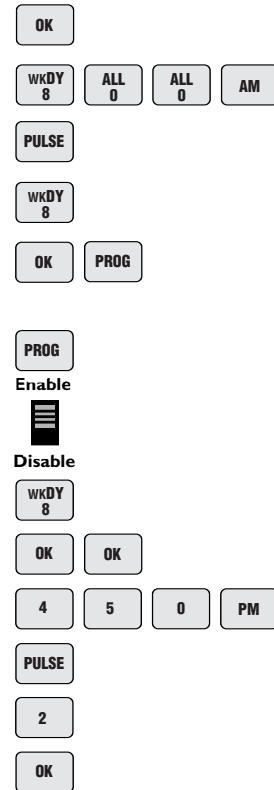 OK
WKDY ALL ALL AM
8 0 0
PULSE
WKDY
8
OK PROG
PROG
Enable
Disable
WKDY
8
OK OK
4 5 0 PM
PULSE
2
OK